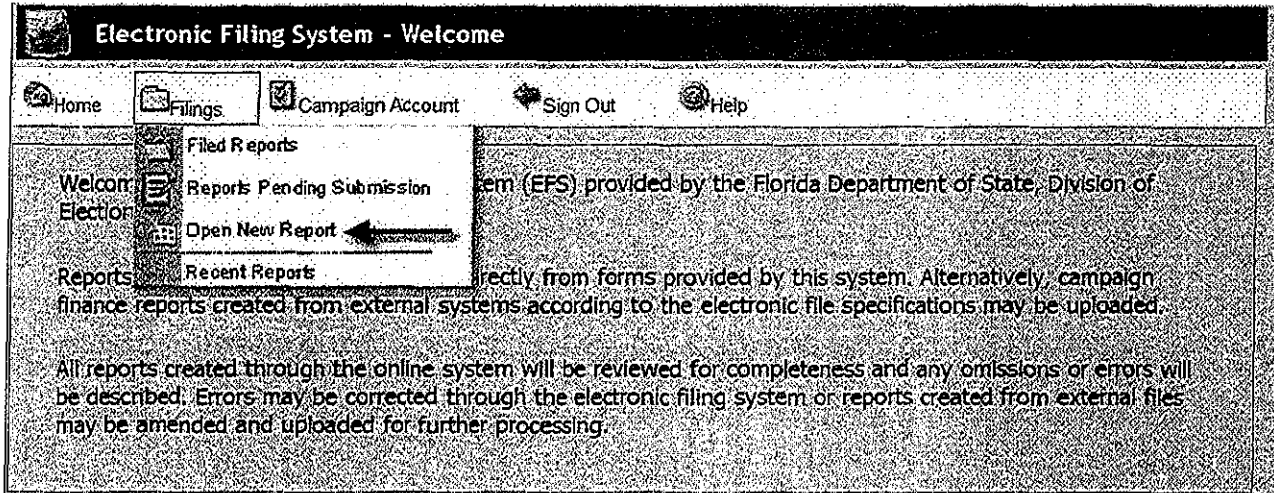 Electronic Filing System - Welcome
Home Filings Campaign Account Sign Out Help
Filed Reports
Reports Pending Submission
Open New Report
Recent Reports
Welcom em (EFS) provided by the Florida Department of State, Division of
Election
Reports rectly from forms provided by this system. Alternatively, campaign
finance reports created from external systems according to the electronic file specifications may be uploaded.
All reports created through the online system will be reviewed for completeness and any omissions or errors will
be described. Errors may be corrected through the electronic filing system or reports created from external files
may be amended and uploaded for further processing.